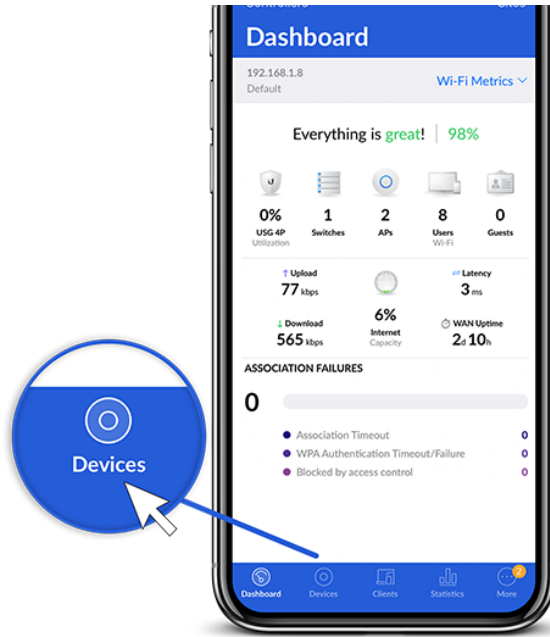 Controllers Sites
Dashboard
192.168.1.8
Default
Wi-Fi Metrics
Everything is great! | 98%
0% 1 2 8 0
USG 4P Switches APs Users Guests
Utilization Wi-Fi
↑ Upload
77 kbps
Latency
3 ms
↓ Download
565 kbps
6%
Internet
Capacity
WAN Uptime
2d 10h
ASSOCIATION FAILURES
0
Association Timeout 0
WPA Authentication Timeout/Failure 0
Blocked by access control 0
Devices
2
Dashboard Devices Clients Statistics More